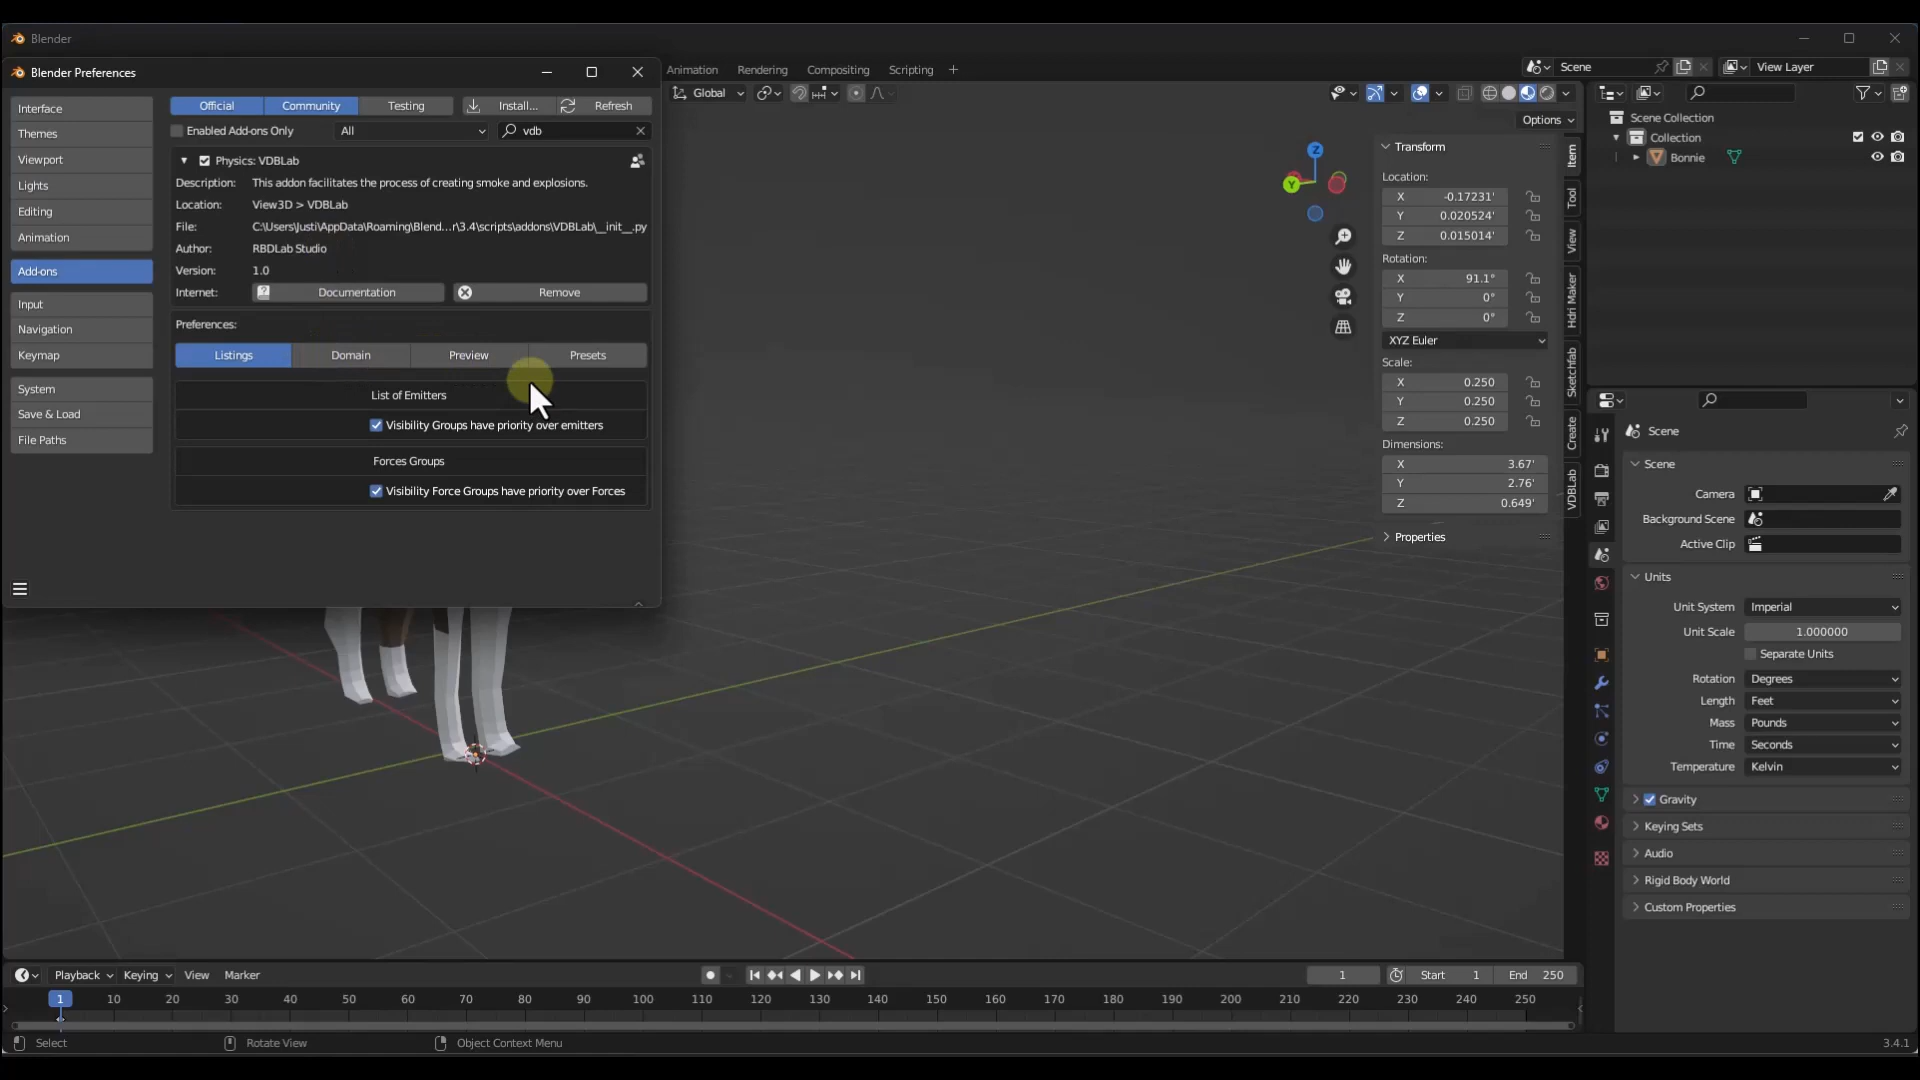 Blender
Blender Preferences
Animation
Rendering
Compositing
Scripting
+
Scene
View Layer
Interface
Themes
Viewport
Lights
Editing
Animation
Add-ons
Input
Navigation
Keymap
System
Save & Load
File Paths
Official
Community
Testing
Install...
Refresh
Enabled Add-ons Only
All
vdb
Physics: VDBLab
Description: This addon facilitates the process of creating smoke and explosions.
Location: View3D > VDBLab
File: C:\Users\Justi\AppData\Roaming\Blend...r\3.4\scripts\addons\VDBLab\__init__.py
Author: RBDLab Studio
Version: 1.0
Internet: Documentation Remove
Preferences:
Listings Domain Preview Presets
List of Emitters
Visibility Groups have priority over emitters
Forces Groups
Visibility Force Groups have priority over Forces
Global
Options
Z
Y
Transform
Location:
X -0.17231'
Y 0.020524'
Z 0.015014'
Rotation:
X 91.1°
Y 0°
Z 0°
XYZ Euler
Scale:
X 0.250
Y 0.250
Z 0.250
Dimensions:
X 3.67'
Y 2.76'
Z 0.649'
Properties
Item
Tool
View
Hdri Maker
Sketchfab
Create
VDBLab
Scene Collection
Collection
Bonnie
Scene
Scene
Camera
Background Scene
Active Clip
Units
Unit System Imperial
Unit Scale 1.000000
Separate Units
Rotation Degrees
Length Feet
Mass Pounds
Time Seconds
Temperature Kelvin
Gravity
Keying Sets
Audio
Rigid Body World
Custom Properties
Playback Keying View Marker
1 Start 1 End 250
1 10 20 30 40 50 60 70 80 90 100 110 120 130 140 150 160 170 180 190 200 210 220 230 240 250
Select Rotate View Object Context Menu
3.4.1